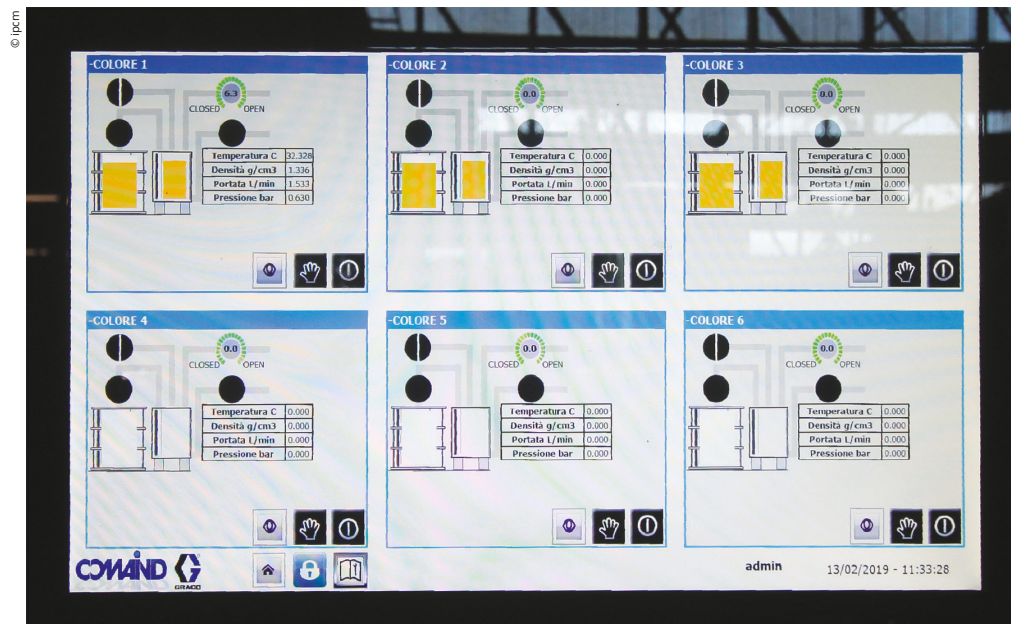 © ipcm
-COLORE 1
6.3
CLOSED OPEN
Temperatura C 32.328
Densità g/cm3 1.336
Portata L/min 1.533
Pressione bar 0.630
-COLORE 2
0.0
CLOSED OPEN
Temperatura C 0.000
Densità g/cm3 0.000
Portata L/min 0.000
Pressione bar 0.000
-COLORE 3
0.0
CLOSED OPEN
Temperatura C 0.000
Densità g/cm3 0.000
Portata L/min 0.000
Pressione bar 0.000
-COLORE 4
0.0
CLOSED OPEN
Temperatura C 0.000
Densità g/cm3 0.000
Portata L/min 0.000
Pressione bar 0.000
-COLORE 5
0.0
CLOSED OPEN
Temperatura C 0.000
Densità g/cm3 0.000
Portata L/min 0.000
Pressione bar 0.000
-COLORE 6
0.0
CLOSED OPEN
Temperatura C 0.000
Densità g/cm3 0.000
Portata L/min 0.000
Pressione bar 0.000
COMAND GRACO
admin 13/02/2019 - 11:33:28